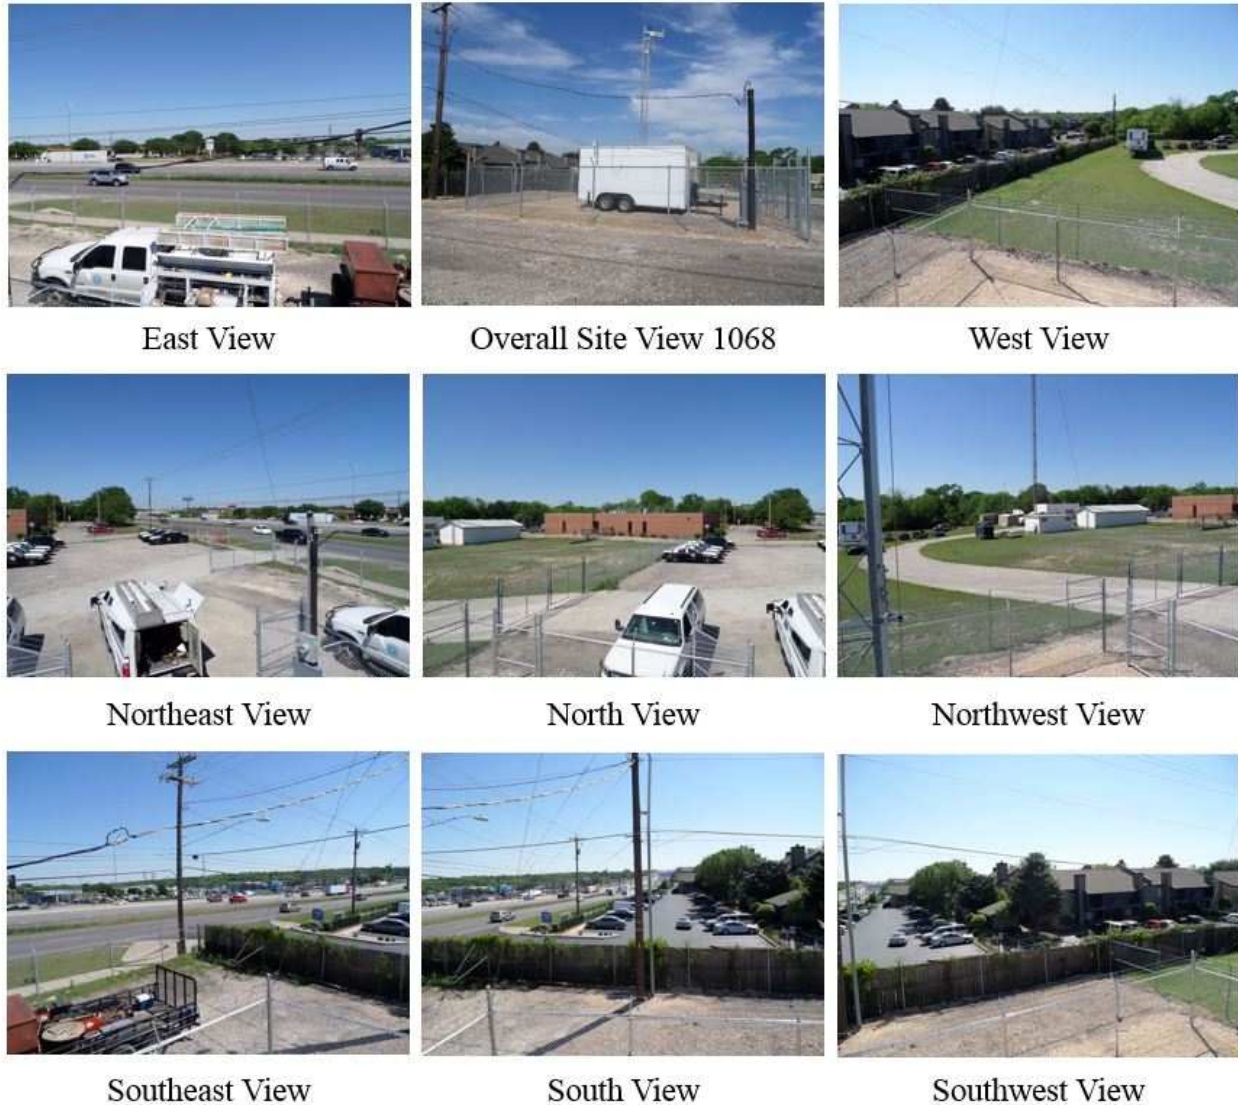 East View
Overall Site View 1068
West View
Northeast View
North View
Northwest View
Southeast View
South View
Southwest View